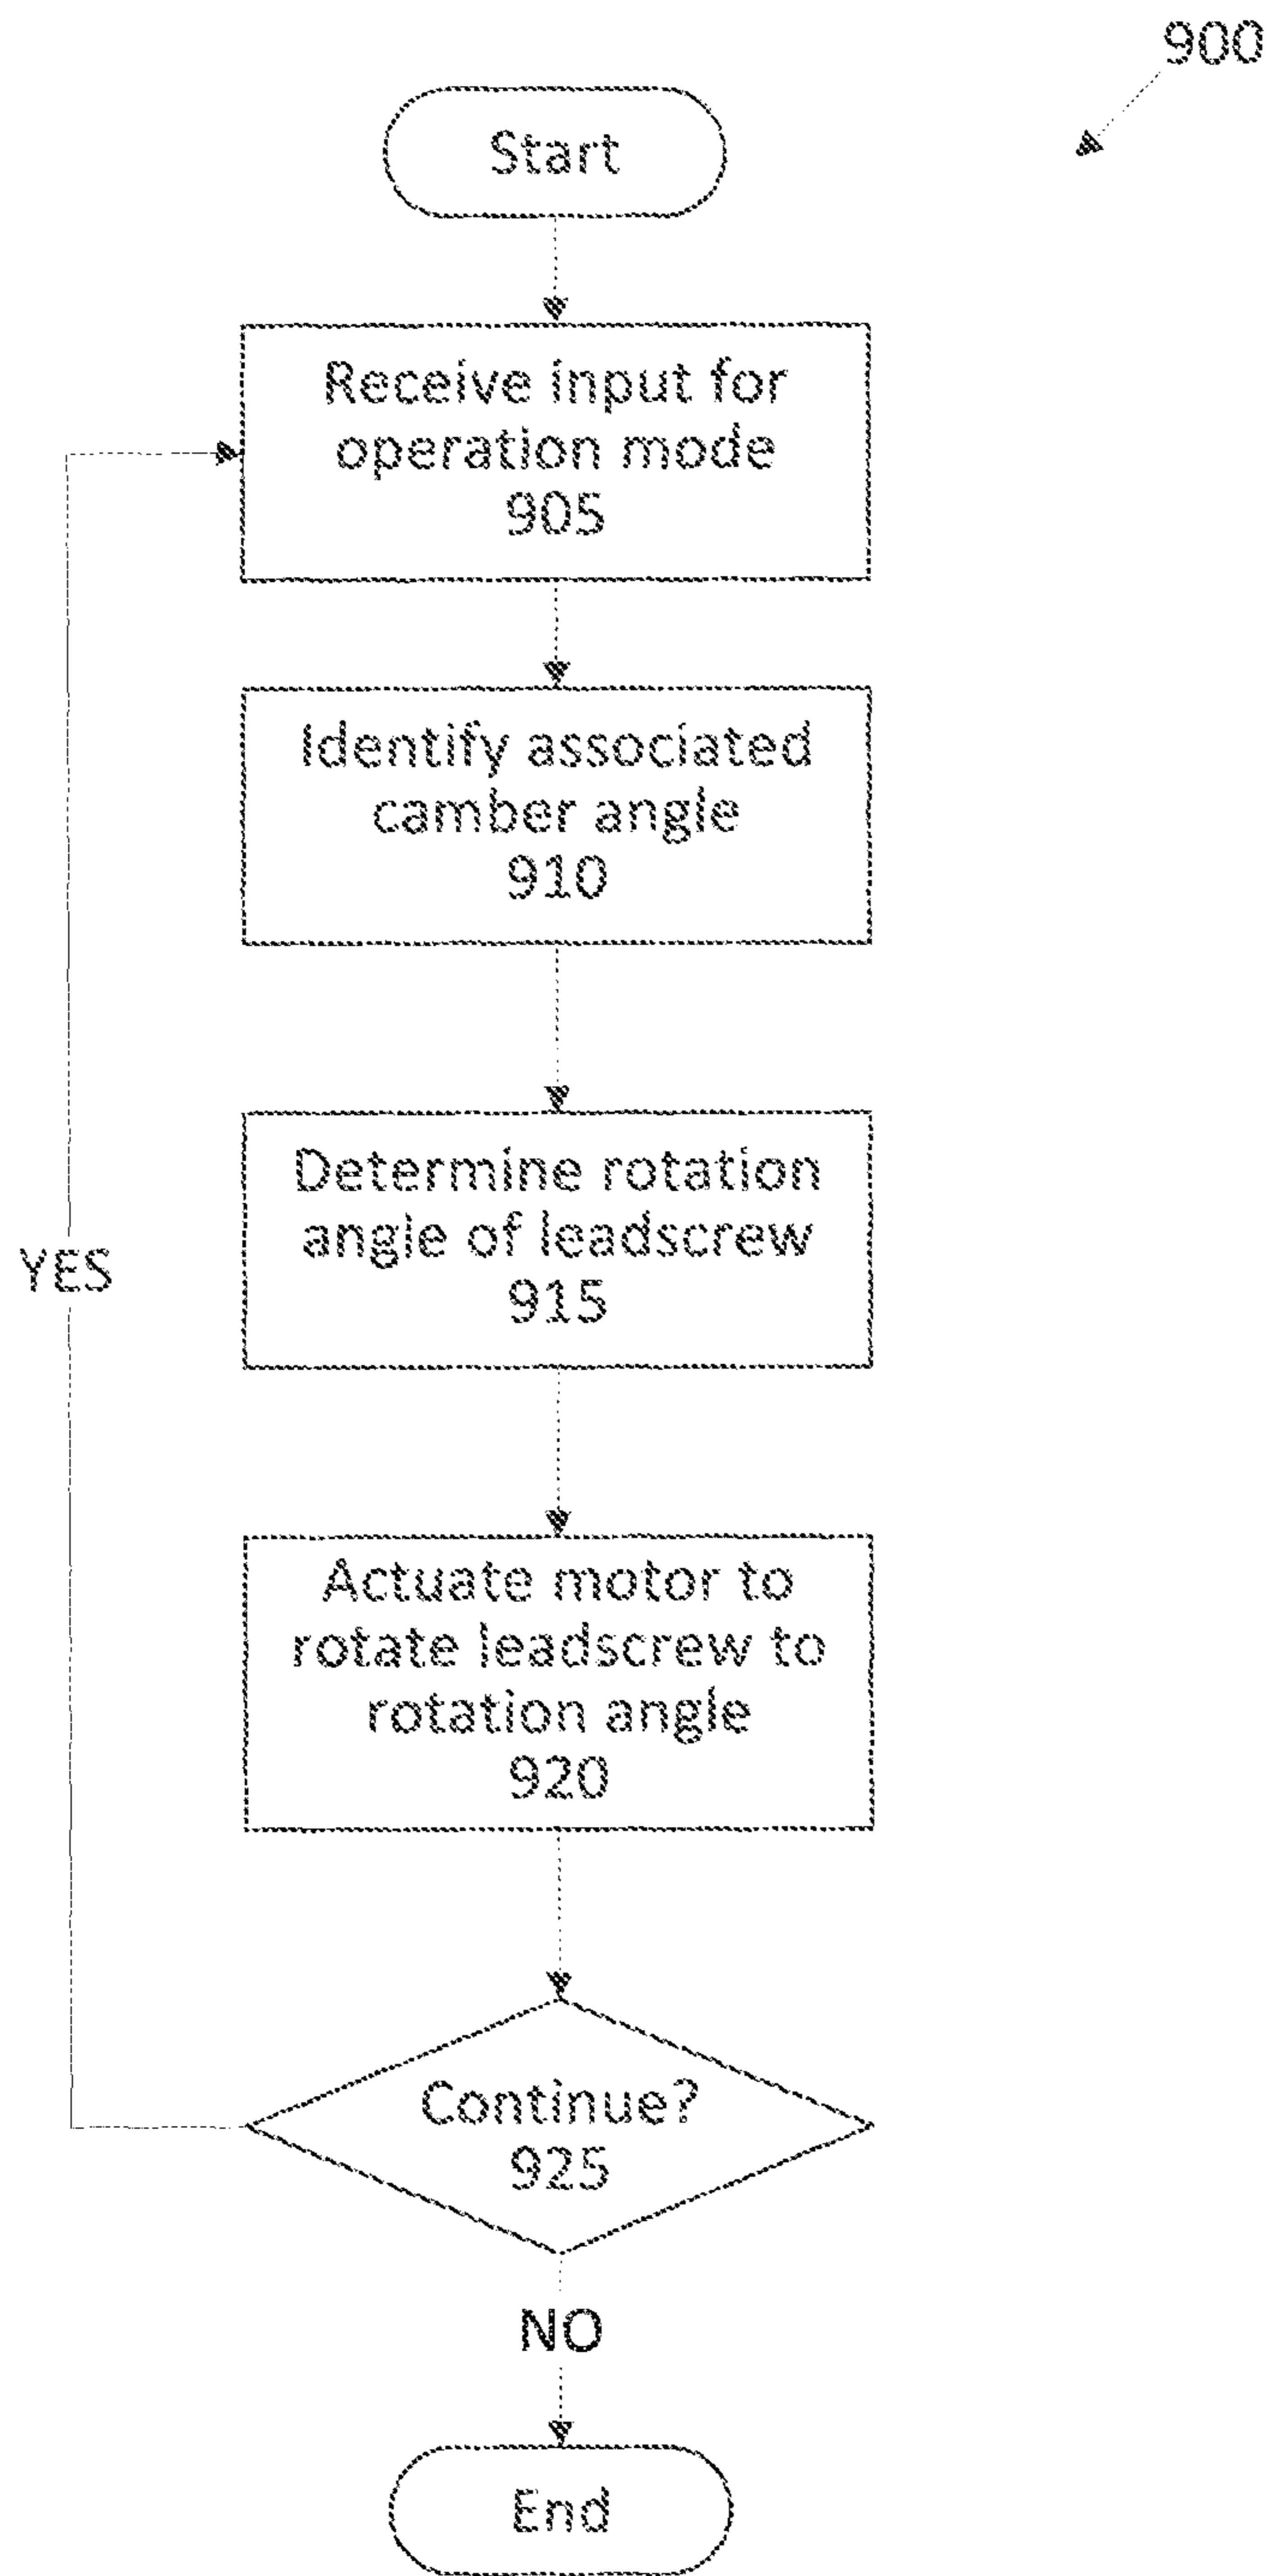 900
Start
Receive input for
operation mode
905
Identify associated
camber angle
910
Determine rotation
angle of leadscrew
915
YES
Actuate motor to
rotate leadscrew to
rotation angle
920
Continue?
925
NO
End